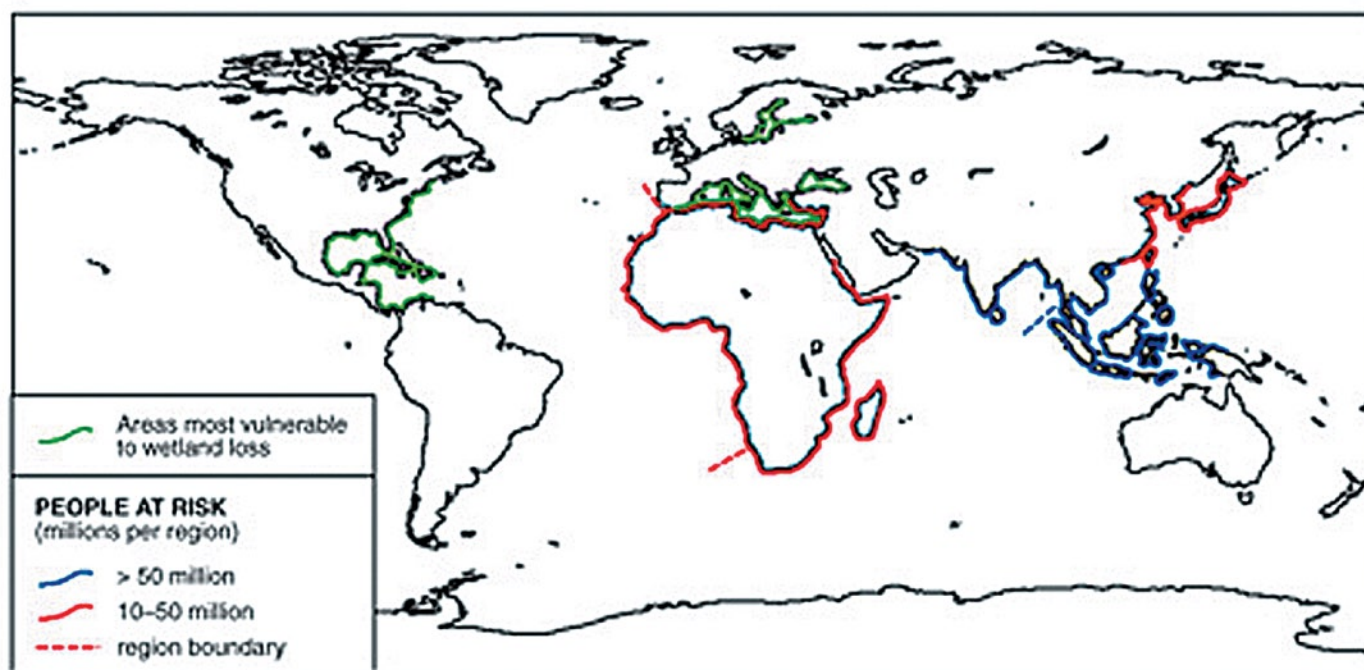 Areas most vulnerable
to wetland loss
PEOPLE AT RISK
(millions per region)
> 50 million
10–50 million
region boundary